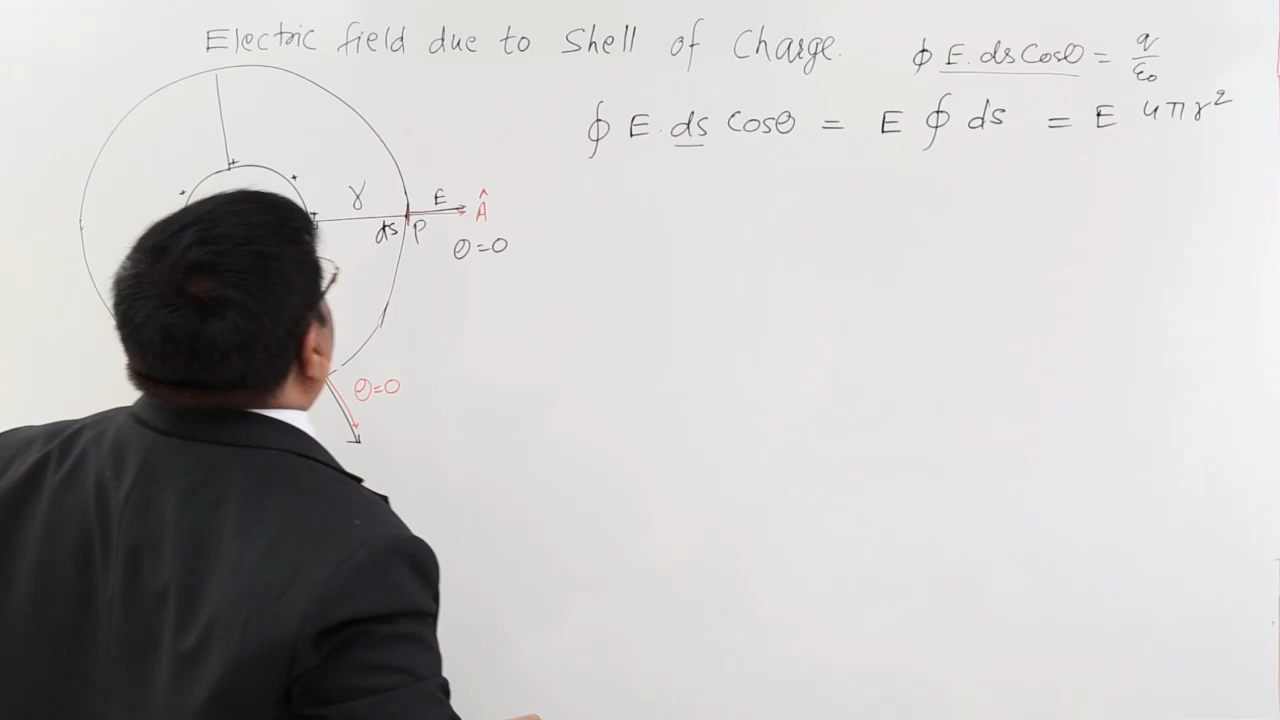 Electric field due to Shell of Charge.
∮ E. ds Cosθ = q/ε₀
∮ E. ds Cosθ = E ∮ ds = E 4πr²
+ +
+
r E Â
+
ds P
θ=0
θ=0